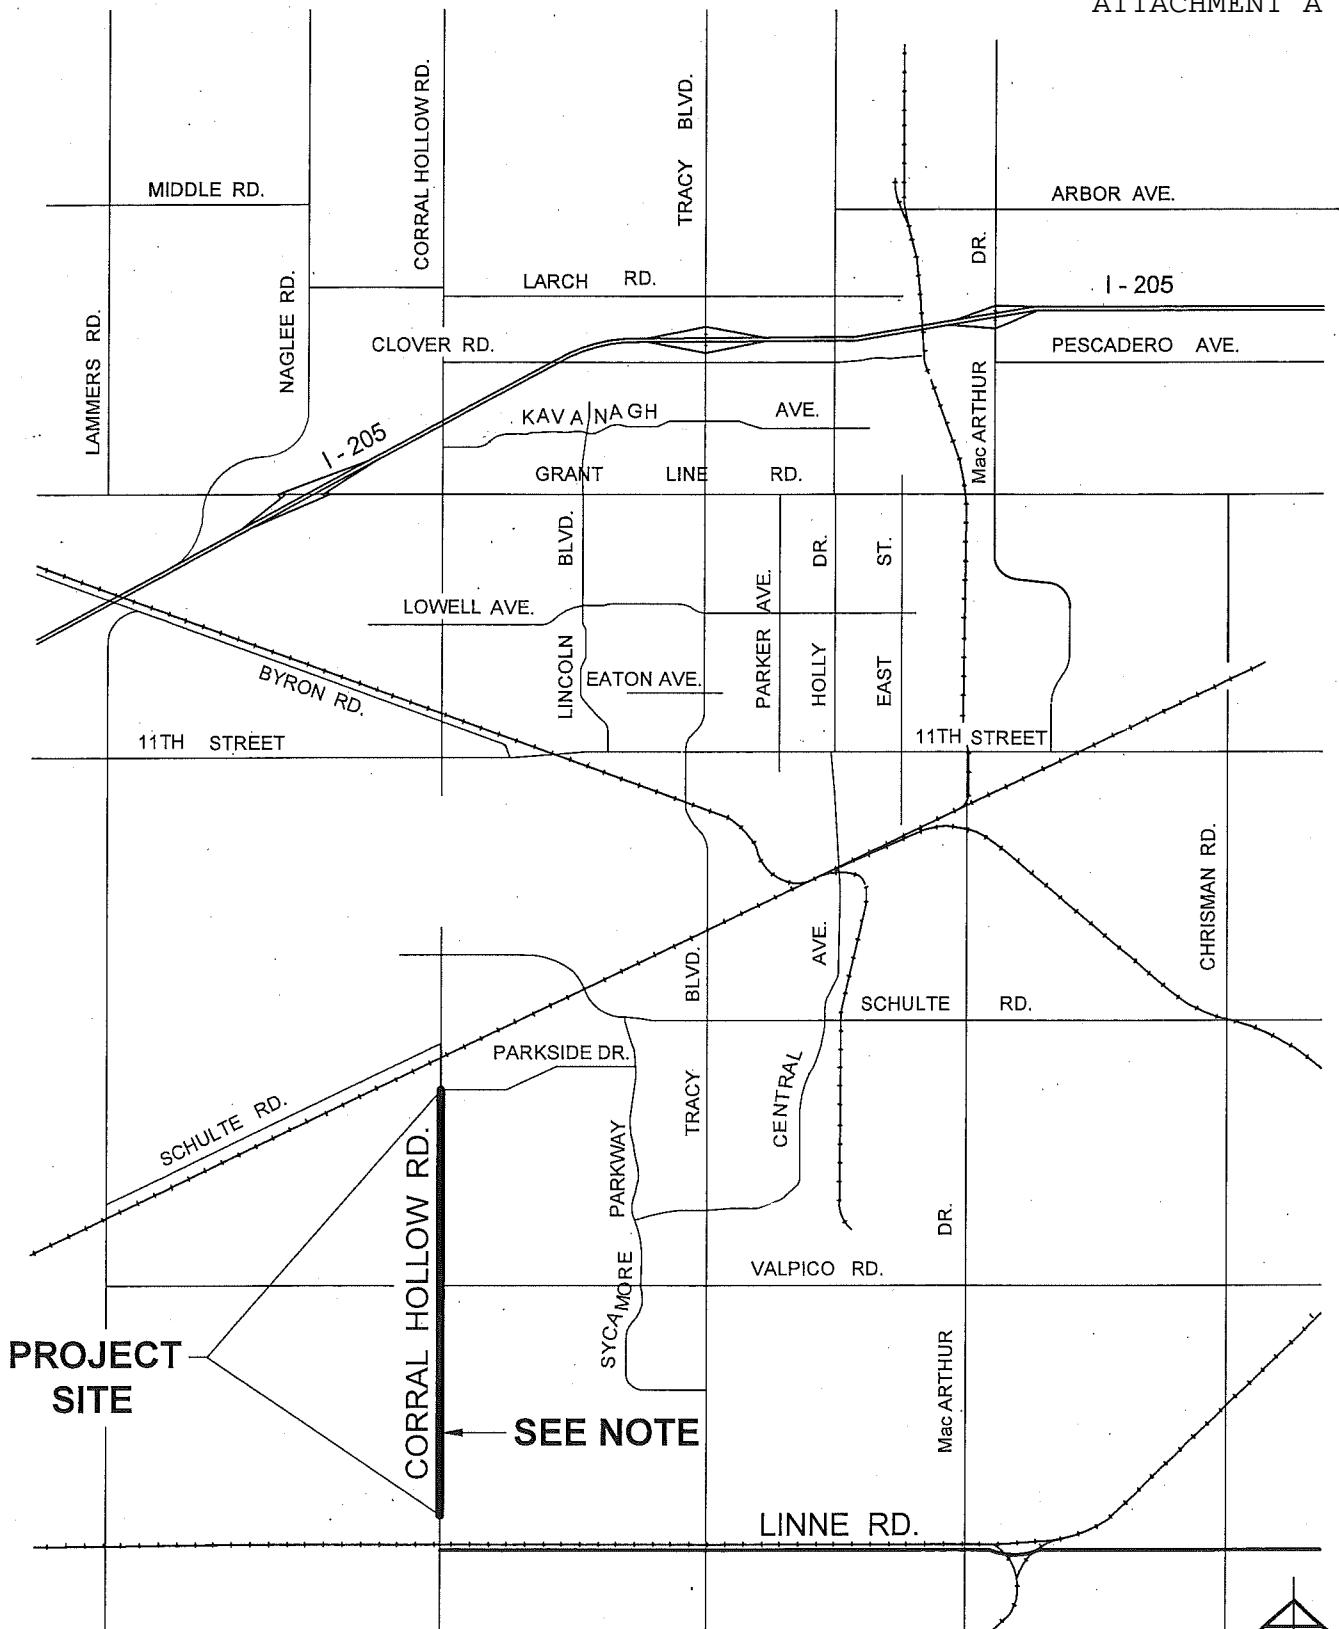 ATTACHMENT A
CORRAL HOLLOW RD.
TRACY BLVD.
MIDDLE RD.
ARBOR AVE.
NAGLEE RD.
LARCH RD.
DR.
I - 205
LAMMERS RD.
CLOVER RD.
PESCADERO AVE.
KAVANAGH AVE.
Mac ARTHUR
I - 205
GRANT LINE RD.
LINCOLN BLVD.
PARKER AVE.
HOLLY DR.
EAST ST.
LOWELL AVE.
EATON AVE.
BYRON RD.
11TH STREET
11TH STREET
CHRISMAN RD.
TRACY BLVD.
CENTRAL AVE.
SCHULTE RD.
PARKSIDE DR.
SCHULTE RD.
SYCAMORE PARKWAY
CORRAL HOLLOW RD.
Mac ARTHUR DR.
VALPICO RD.
PROJECT
SITE
SEE NOTE
LINNE RD.